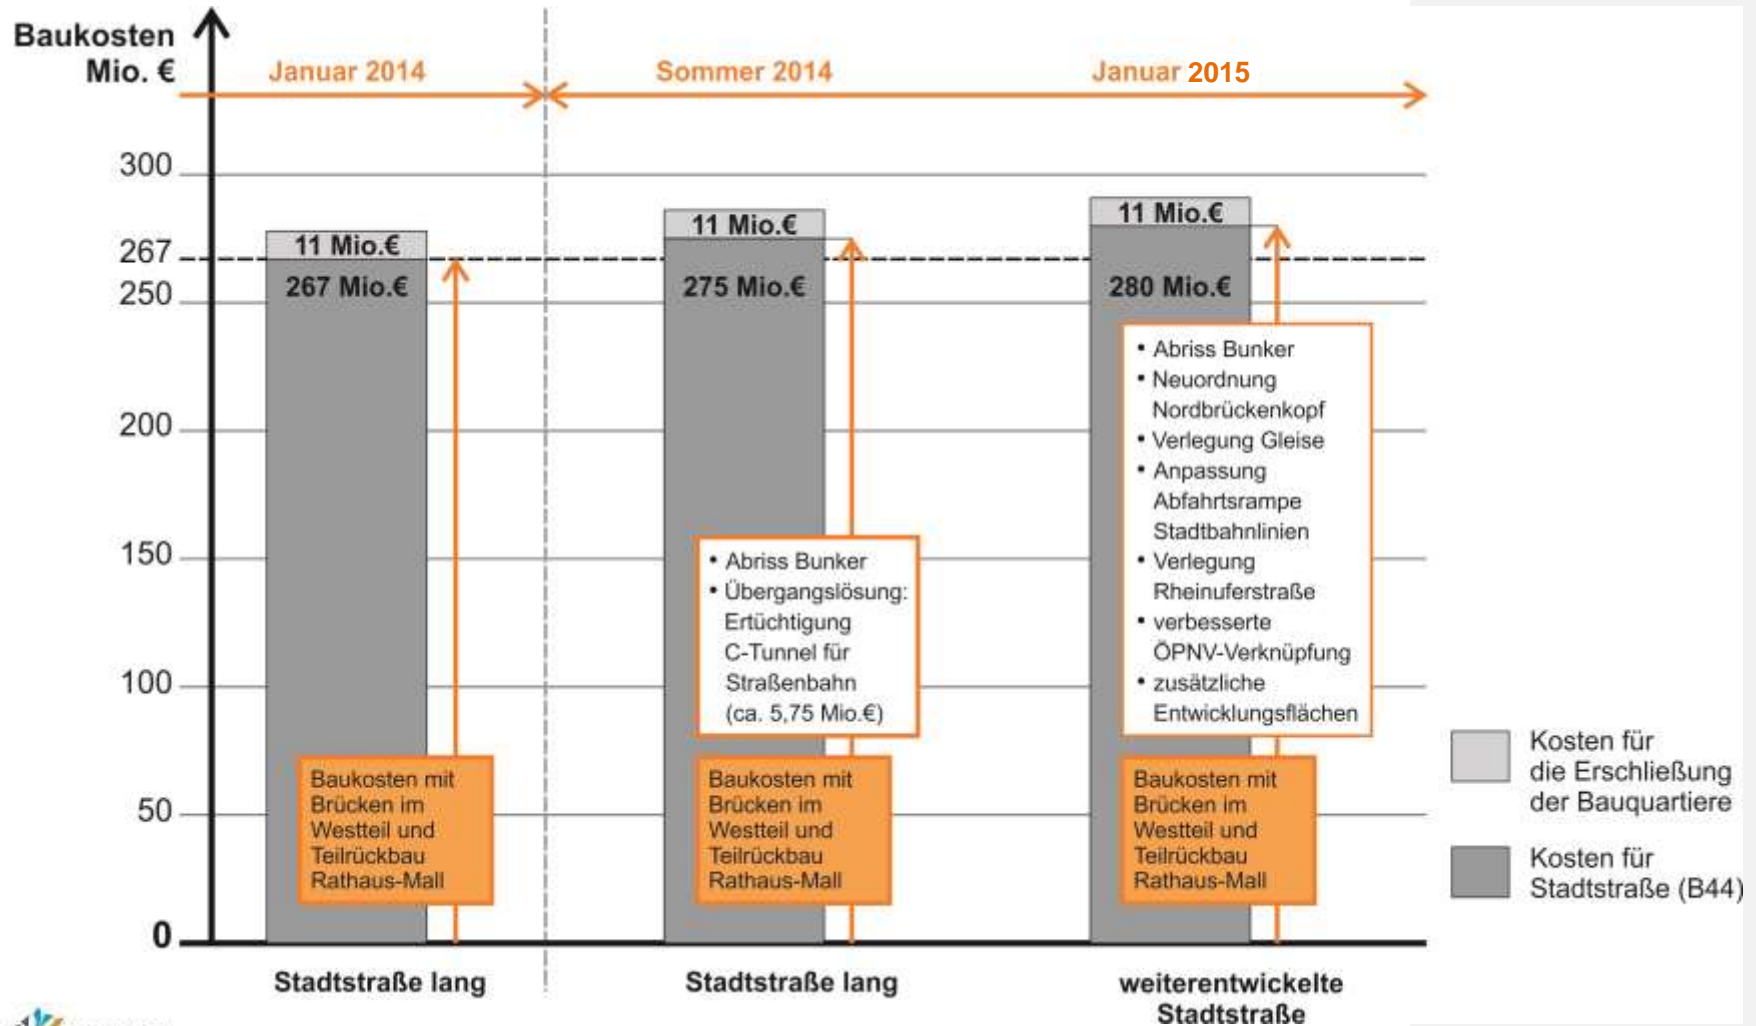 Baukosten
Mio. €
Januar 2014
Sommer 2014
Januar 2015
300
267
250
200
150
100
50
0
11 Mio.€
267 Mio.€
11 Mio.€
275 Mio.€
11 Mio.€
280 Mio.€
• Abriss Bunker
• Übergangslösung:
Ertüchtigung
C-Tunnel für
Straßenbahn
(ca. 5,75 Mio.€)
• Abriss Bunker
• Neuordnung
Nordbrückenkopf
• Verlegung Gleise
• Anpassung
Abfahrtsrampe
Stadtbahnlinien
• Verlegung
Rheinuferstraße
• verbesserte
ÖPNV-Verknüpfung
• zusätzliche
Entwicklungsflächen
Baukosten mit
Brücken im
Westteil und
Teilrückbau
Rathaus-Mall
Baukosten mit
Brücken im
Westteil und
Teilrückbau
Rathaus-Mall
Baukosten mit
Brücken im
Westteil und
Teilrückbau
Rathaus-Mall
Stadtstraße lang
Stadtstraße lang
weiterentwickelte
Stadtstraße
Kosten für
die Erschließung
der Bauquartiere
Kosten für
Stadtstraße (B44)